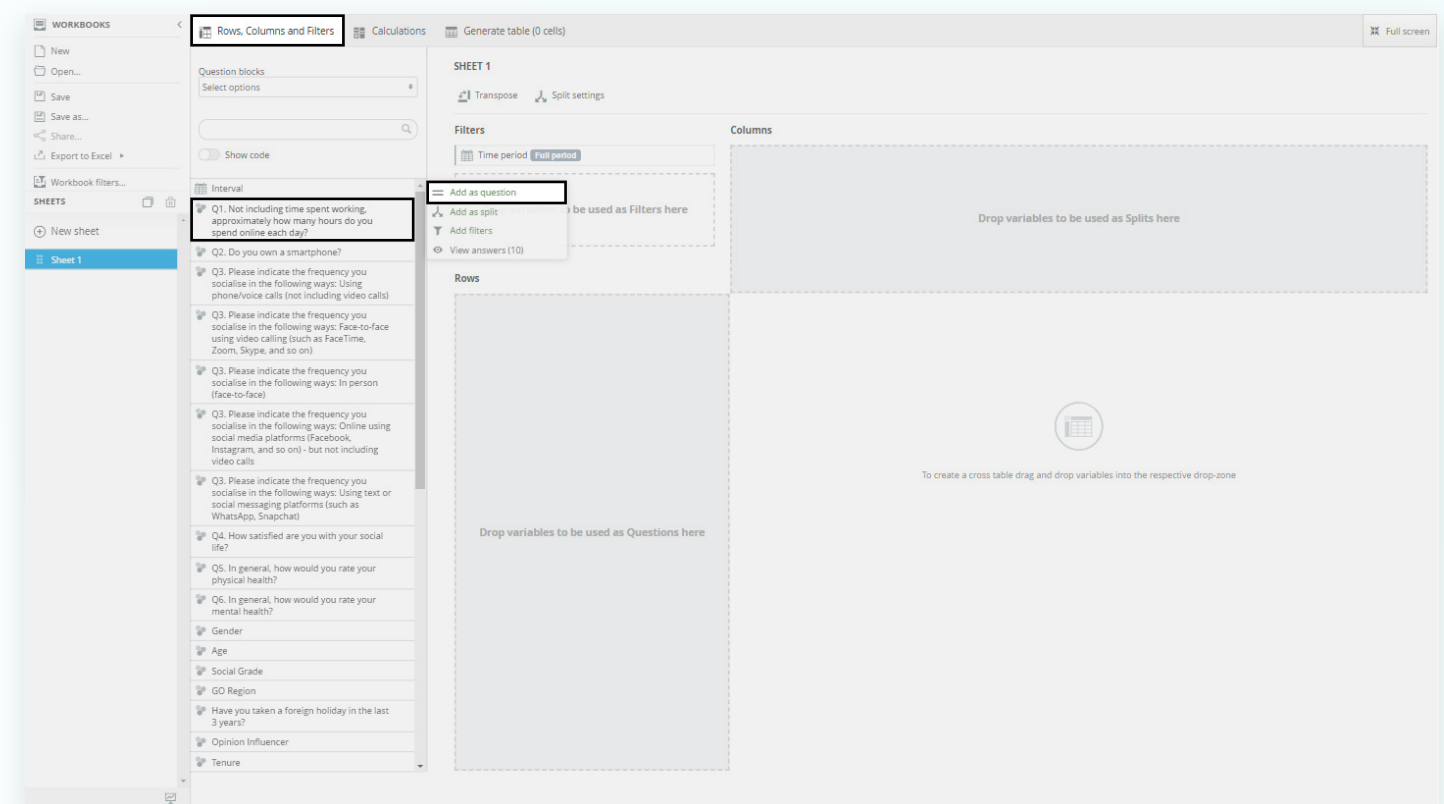 WORKBOOKS
New
Open...
Save
Save as...
Share...
Export to Excel
Workbook filters...
SHEETS
New sheet
Sheet 1
Rows, Columns and Filters
Calculations
Generate table (0 cells)
Full screen
Question blocks
Select options
Show code
Interval
Q1. Not including time spent working,
approximately how many hours do you
spend online each day?
Q2. Do you own a smartphone?
Q3. Please indicate the frequency you
socialise in the following ways: Using
phone/voice calls (not including video calls)
Q3. Please indicate the frequency you
socialise in the following ways: Face-to-face
using video calling (such as FaceTime,
Zoom, Skype, and so on)
Q3. Please indicate the frequency you
socialise in the following ways: In person
(face-to-face)
Q3. Please indicate the frequency you
socialise in the following ways: Online using
social media platforms (Facebook,
Instagram, and so on) - but not including
video calls
Q3. Please indicate the frequency you
socialise in the following ways: Using text or
social messaging platforms (such as
WhatsApp, Snapchat)
Q4. How satisfied are you with your social
life?
Q5. In general, how would you rate your
physical health?
Q6. In general, how would you rate your
mental health?
Gender
Age
Social Grade
GO Region
Have you taken a foreign holiday in the last
3 years?
Opinion Influencer
Tenure
Add as question
Add as split
Add filters
View answers (10)
SHEET 1
Transpose
Split settings
Filters
Time period Full period
be used as Filters here
Rows
Drop variables to be used as Questions here
Columns
Drop variables to be used as Splits here
To create a cross table drag and drop variables into the respective drop-zone